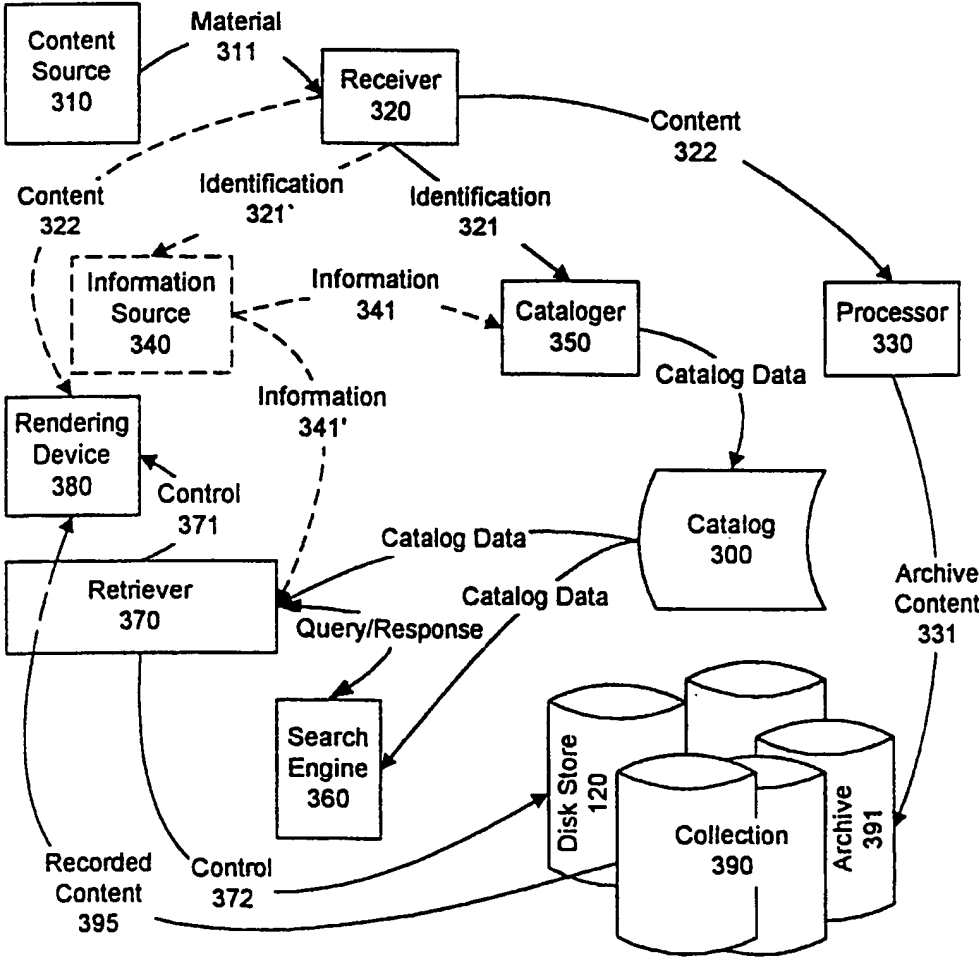 Content
Source
310
Material
311
Receiver
320
Content
322
Content
322
Identification
321'
Identification
321
Information
Source
340
Information
341
Cataloger
350
Processor
330
Catalog Data
Information
341'
Rendering
Device
380
Control
371
Catalog Data
Catalog
300
Retriever
370
Catalog Data
Query/Response
Archive
Content
331
Search
Engine
360
Disk Store
120
Collection
390
Archive
391
Recorded
Content
395
Control
372